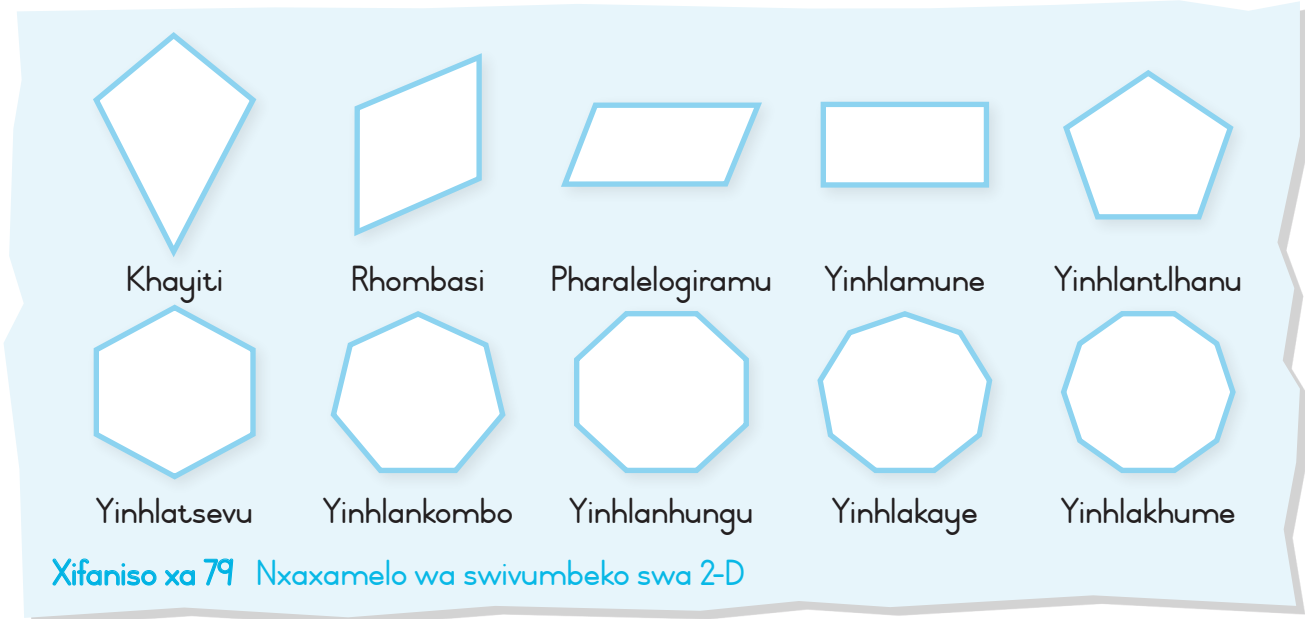 Khayiti Rhombasi Pharalelogiramu Yinhlamune Yinhlantlhanu
Yinhlatsevu Yinhlankombo Yinhlanhungu Yinhlakaye Yinhlakhume
Xifaniso xa 79 Nxaxamelo wa swivumbeko swa 2-D